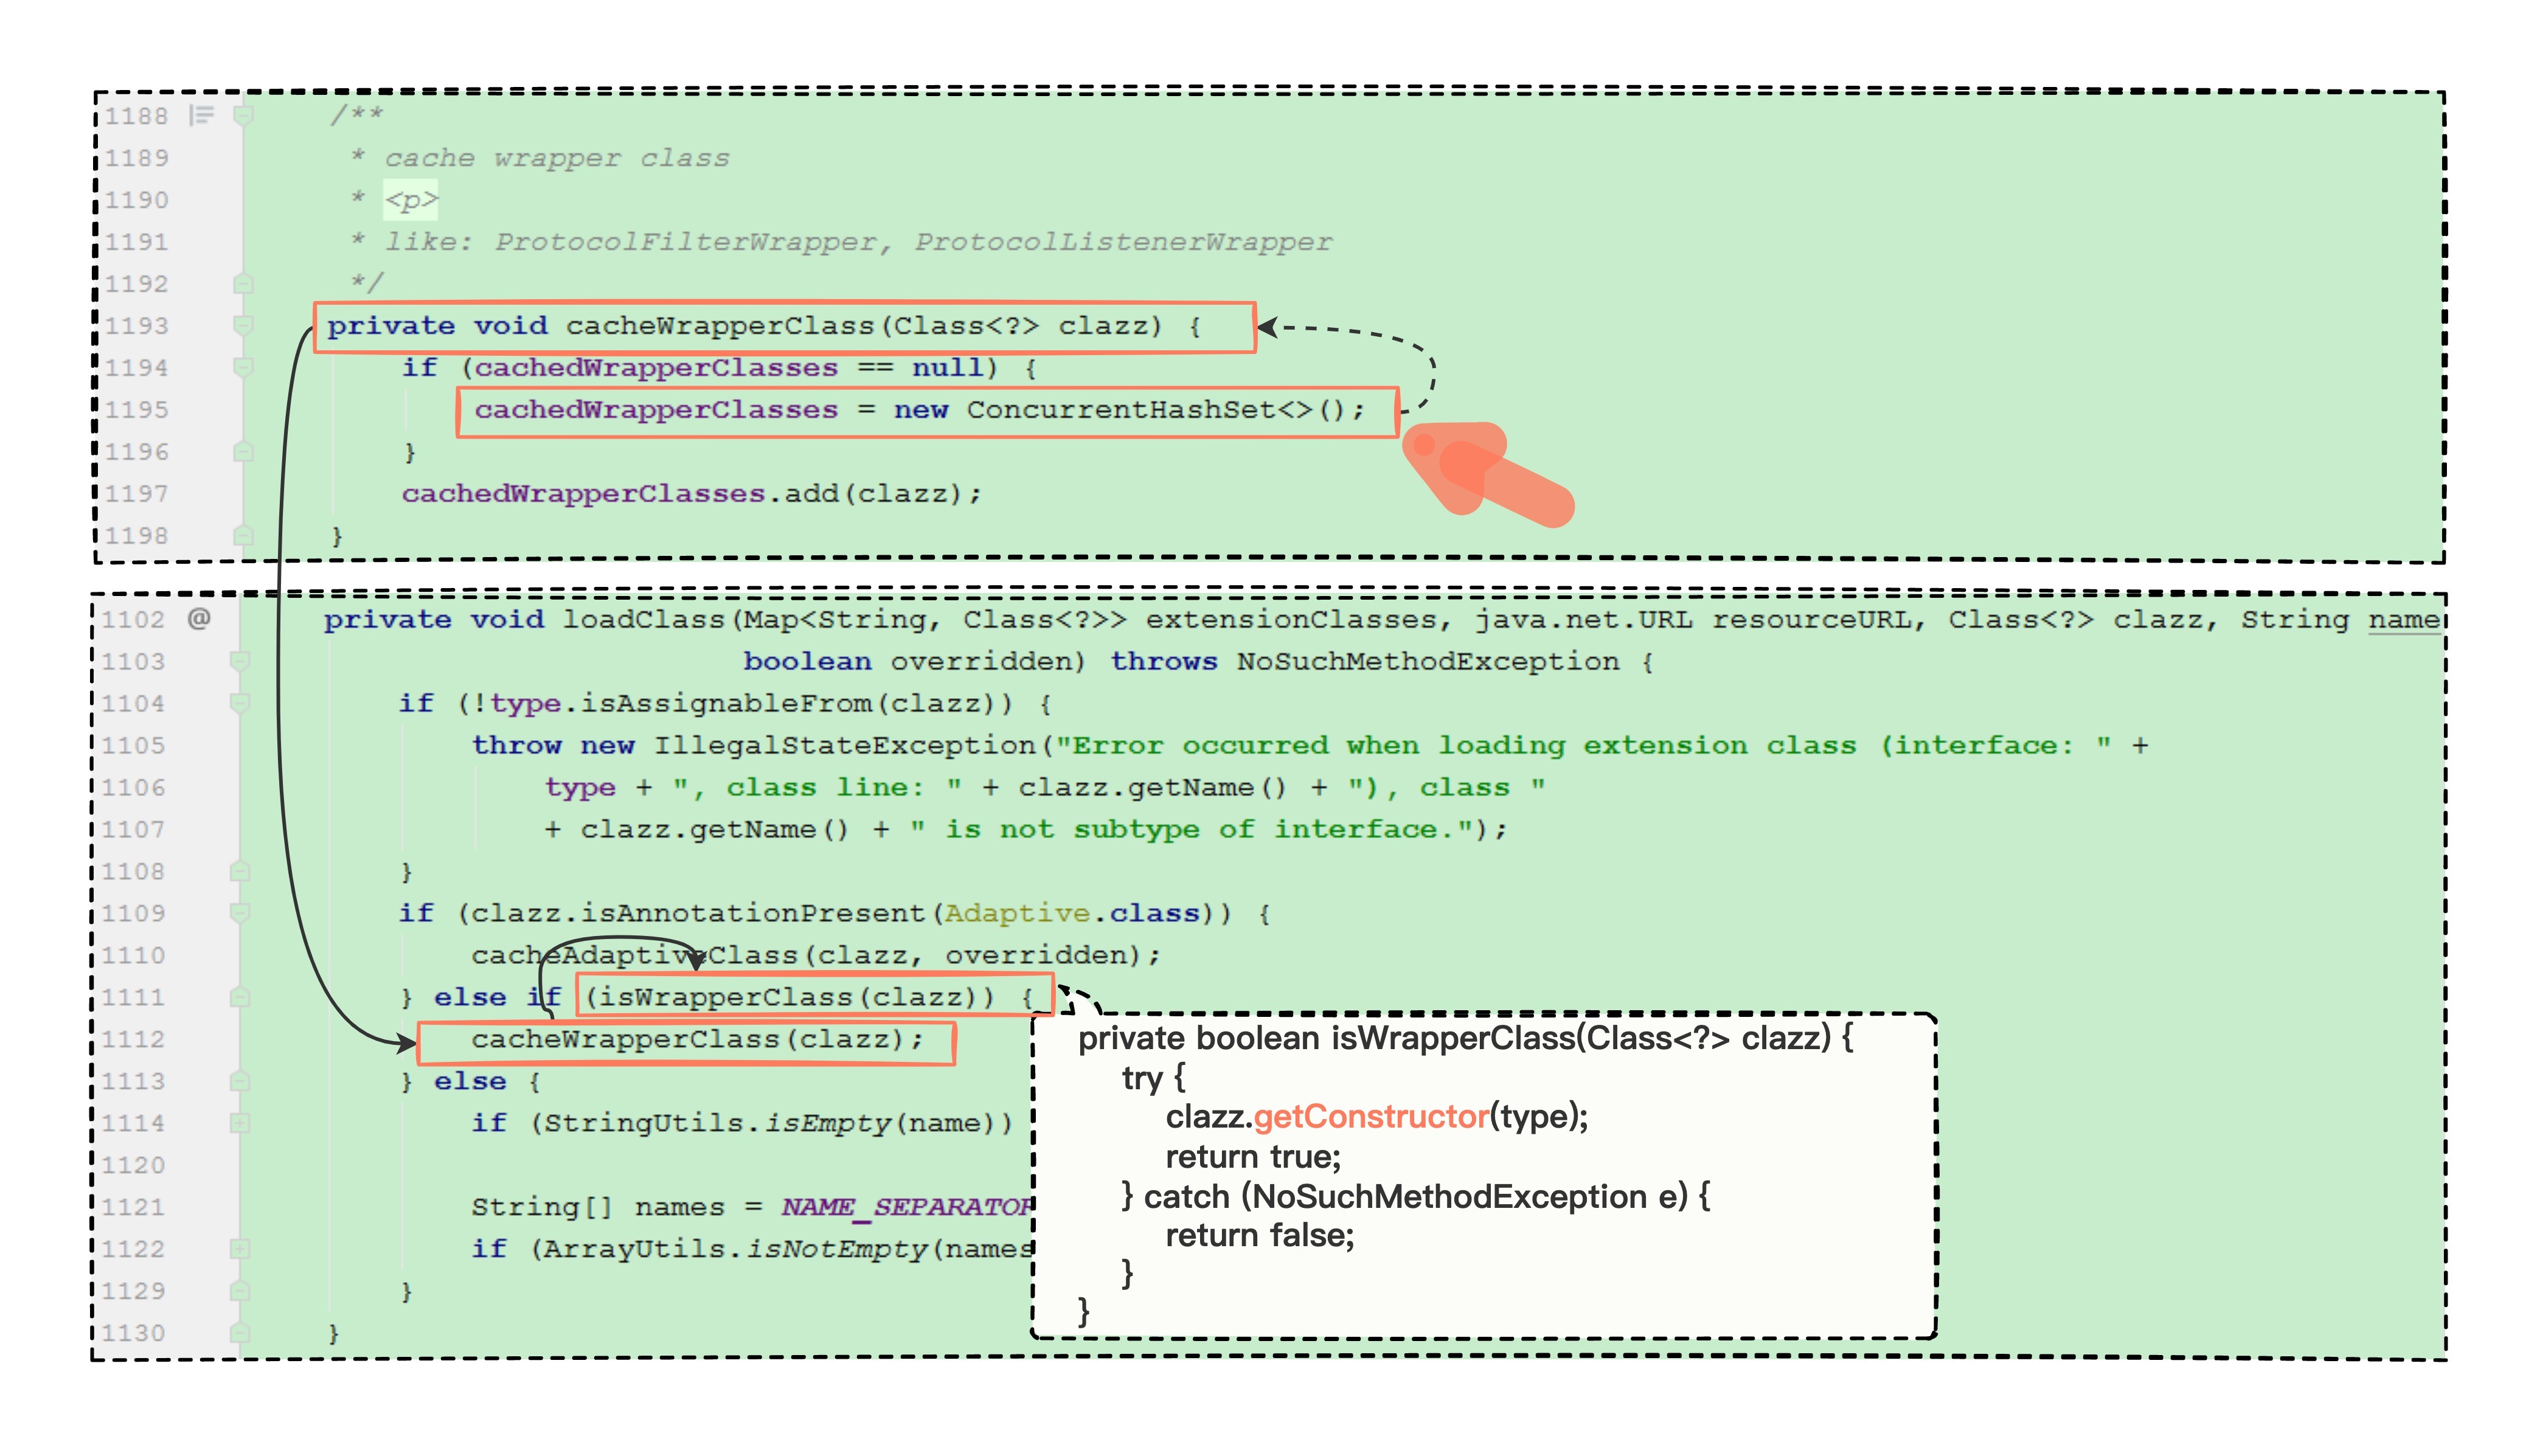 1188 /**
1189 * cache wrapper class
1190 * <p>
1191 * like: ProtocolFilterWrapper, ProtocolListenerWrapper
1192 */
1193 private void cacheWrapperClass(Class<?> clazz) {
1194 if (cachedWrapperClasses == null) {
1195 cachedWrapperClasses = new ConcurrentHashSet<>();
1196 }
1197 cachedWrapperClasses.add(clazz);
1198 }
1102 @ private void loadClass(Map<String, Class<?>> extensionClasses, java.net.URL resourceURL, Class<?> clazz, String name
1103 boolean overridden) throws NoSuchMethodException {
1104 if (!type.isAssignableFrom(clazz)) {
1105 throw new IllegalStateException("Error occurred when loading extension class (interface: " +
1106 type + ", class line: " + clazz.getName() + "), class "
1107 + clazz.getName() + " is not subtype of interface.");
1108 }
1109 if (clazz.isAnnotationPresent(Adaptive.class)) {
1110 cacheAdaptiveClass(clazz, overridden);
1111 } else if (isWrapperClass(clazz)) {
1112 cacheWrapperClass(clazz);
1113 } else {
1114 if (StringUtils.isEmpty(name))
1120
1121 String[] names = NAME_SEPARATOR
1122 if (ArrayUtils.isNotEmpty(names
1129 }
1130 }
private boolean isWrapperClass(Class<?> clazz) {
try {
clazz.getConstructor(type);
return true;
} catch (NoSuchMethodException e) {
return false;
}
}